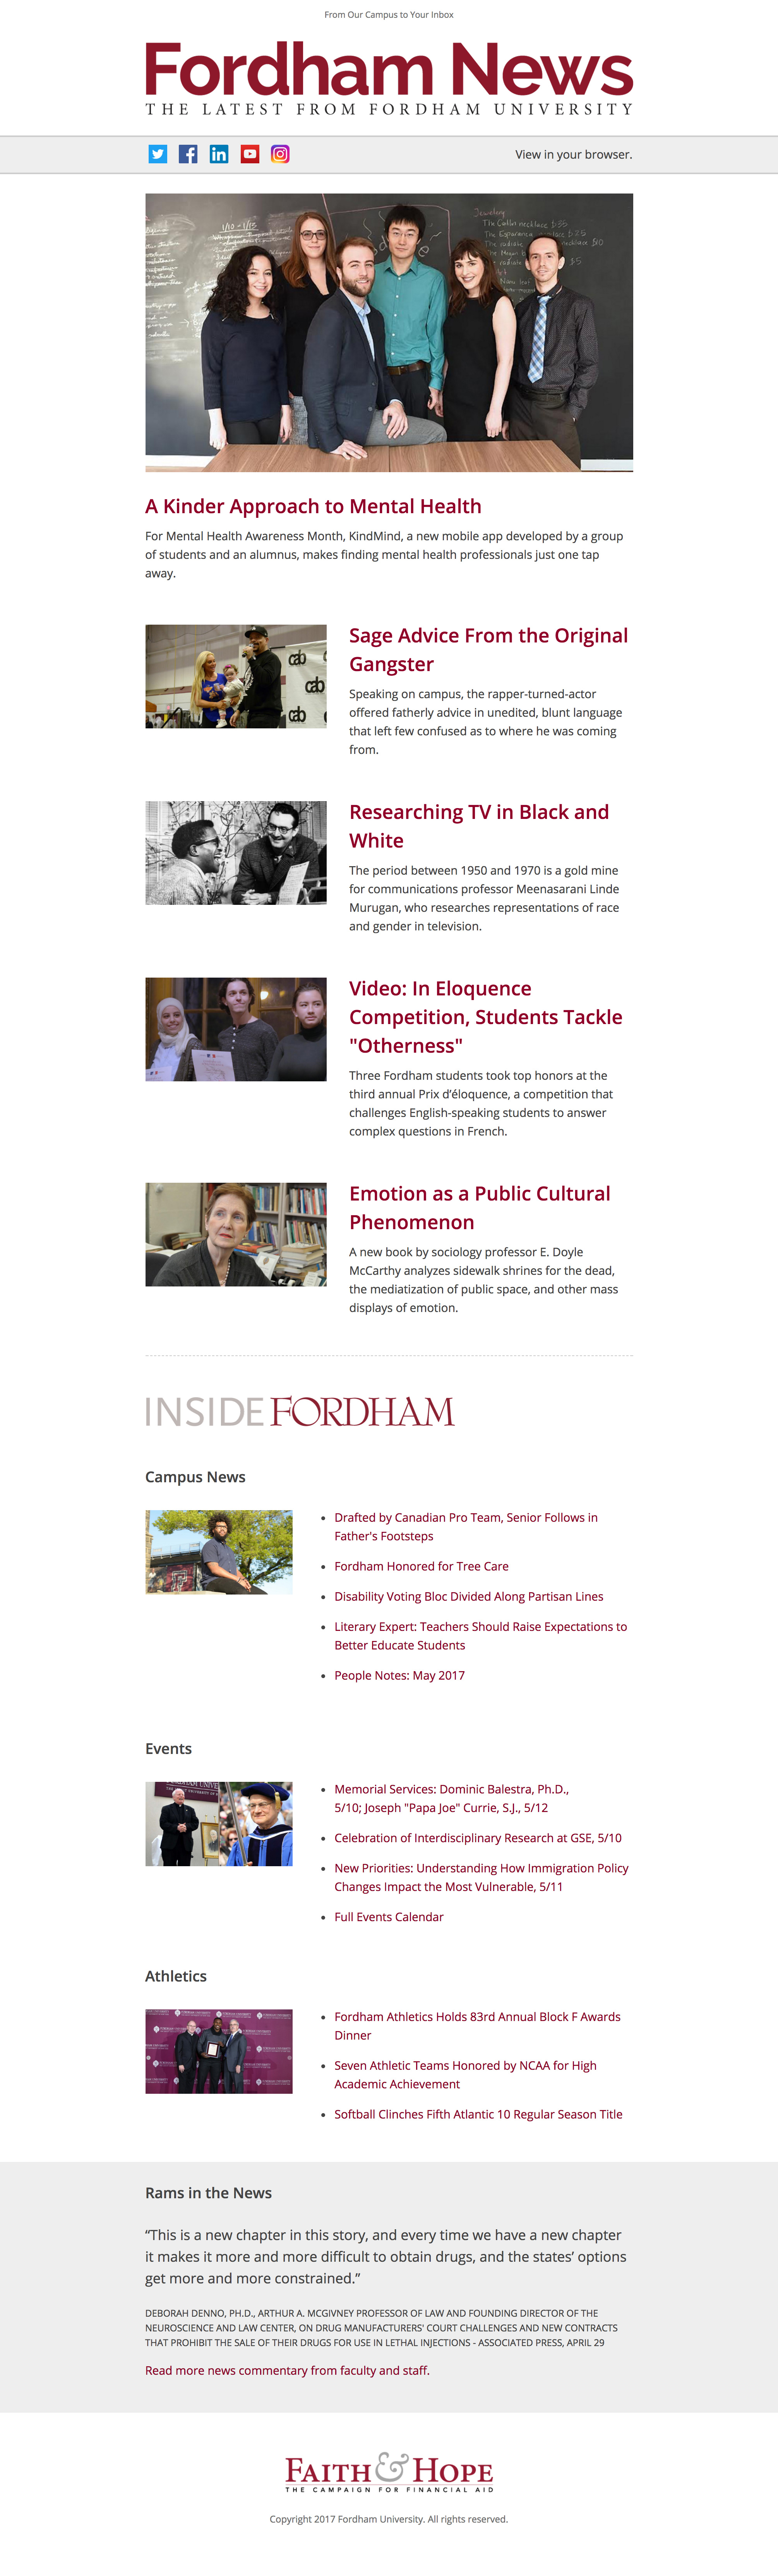 From Our Campus to Your Inbox
Fordham News
THE LATEST FROM FORDHAM UNIVERSITY
View in your browser.
1/10 - 1/12
Jewelry
A Kinder Approach to Mental Health
For Mental Health Awareness Month, KindMind, a new mobile app developed by a group
of students and an alumnus, makes finding mental health professionals just one tap
away.
Sage Advice From the Original
Gangster
Speaking on campus, the rapper-turned-actor
offered fatherly advice in unedited, blunt language
that left few confused as to where he was coming
from.
cab
cab
Researching TV in Black and
White
The period between 1950 and 1970 is a gold mine
for communications professor Meenasarani Linde
Murugan, who researches representations of race
and gender in television.
Video: In Eloquence
Competition, Students Tackle
"Otherness"
Three Fordham students took top honors at the
third annual Prix d’éloquence, a competition that
challenges English-speaking students to answer
complex questions in French.
Emotion as a Public Cultural
Phenomenon
A new book by sociology professor E. Doyle
McCarthy analyzes sidewalk shrines for the dead,
the mediatization of public space, and other mass
displays of emotion.
INSIDE FORDHAM
Campus News
• Drafted by Canadian Pro Team, Senior Follows in
Father's Footsteps
• Fordham Honored for Tree Care
• Disability Voting Bloc Divided Along Partisan Lines
• Literary Expert: Teachers Should Raise Expectations to
Better Educate Students
• People Notes: May 2017
Events
• Memorial Services: Dominic Balestra, Ph.D.,
5/10; Joseph "Papa Joe" Currie, S.J., 5/12
• Celebration of Interdisciplinary Research at GSE, 5/10
• New Priorities: Understanding How Immigration Policy
Changes Impact the Most Vulnerable, 5/11
• Full Events Calendar
Athletics
• Fordham Athletics Holds 83rd Annual Block F Awards
Dinner
• Seven Athletic Teams Honored by NCAA for High
Academic Achievement
• Softball Clinches Fifth Atlantic 10 Regular Season Title
Rams in the News
“This is a new chapter in this story, and every time we have a new chapter
it makes it more and more difficult to obtain drugs, and the states’ options
get more and more constrained.”
DEBORAH DENNO, PH.D., ARTHUR A. MCGIVNEY PROFESSOR OF LAW AND FOUNDING DIRECTOR OF THE
NEUROSCIENCE AND LAW CENTER, ON DRUG MANUFACTURERS' COURT CHALLENGES AND NEW CONTRACTS
THAT PROHIBIT THE SALE OF THEIR DRUGS FOR USE IN LETHAL INJECTIONS - ASSOCIATED PRESS, APRIL 29
Read more news commentary from faculty and staff.
FAITH & HOPE
THE CAMPAIGN FOR FINANCIAL AID
Copyright 2017 Fordham University. All rights reserved.